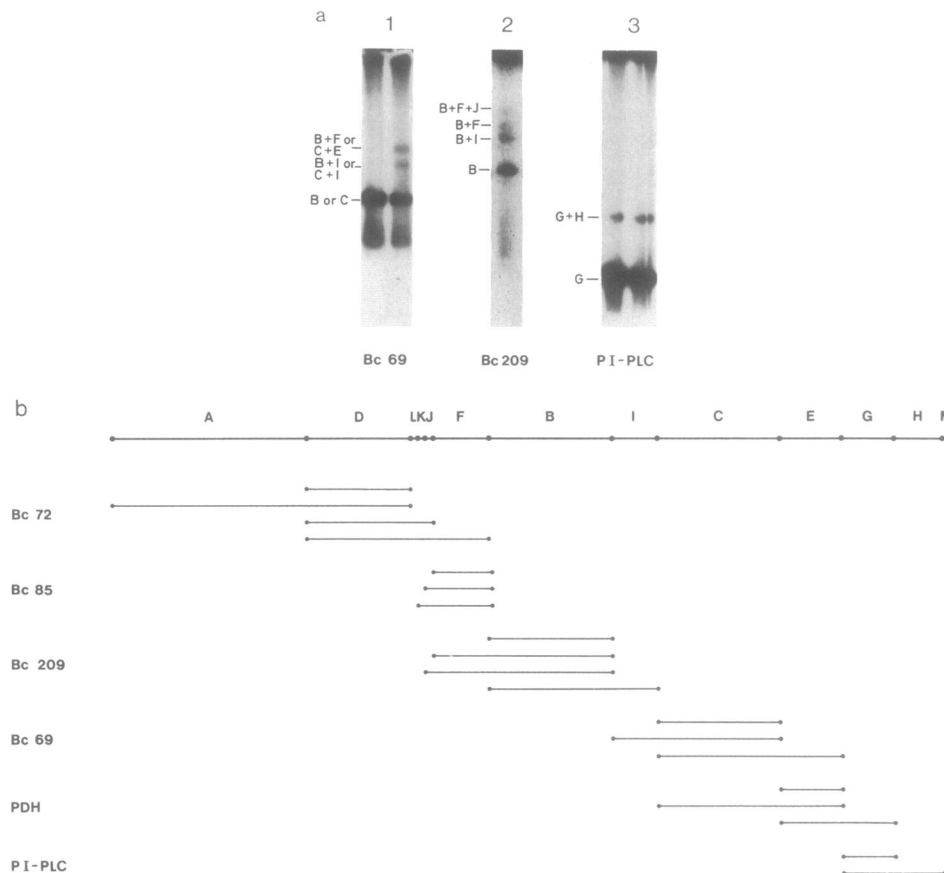 a
1 2 3
B+F or
C+E
B+I or
C+I
B or C
B+F+J
B+F
B+I
B
G+H
G
Bc 69 Bc 209 PI-PLC
b
A D LKJ F B I C E G H
Bc 72
Bc 85
Bc 209
Bc 69
PDH
PI-PLC